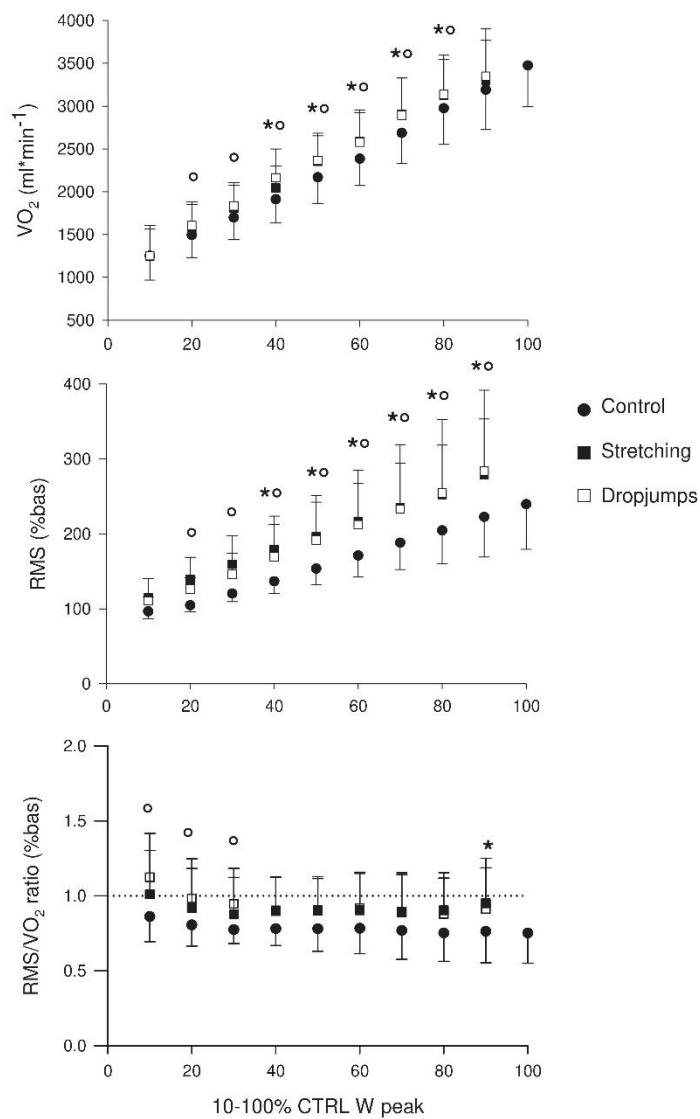 4000
3500
3000
2500
2000
1500
1000
500
VO₂ (ml*min⁻¹)
* * * * * *
0 20 40 60 80 100
400
300
200
100
0
RMS (%bas)
* * * * * *
0 20 40 60 80 100
Control
Stretching
Dropjumps
2.0
1.5
1.0
0.5
0.0
RMS/VO₂ ratio (%bas)
*
0 20 40 60 80 100
10-100% CTRL W peak